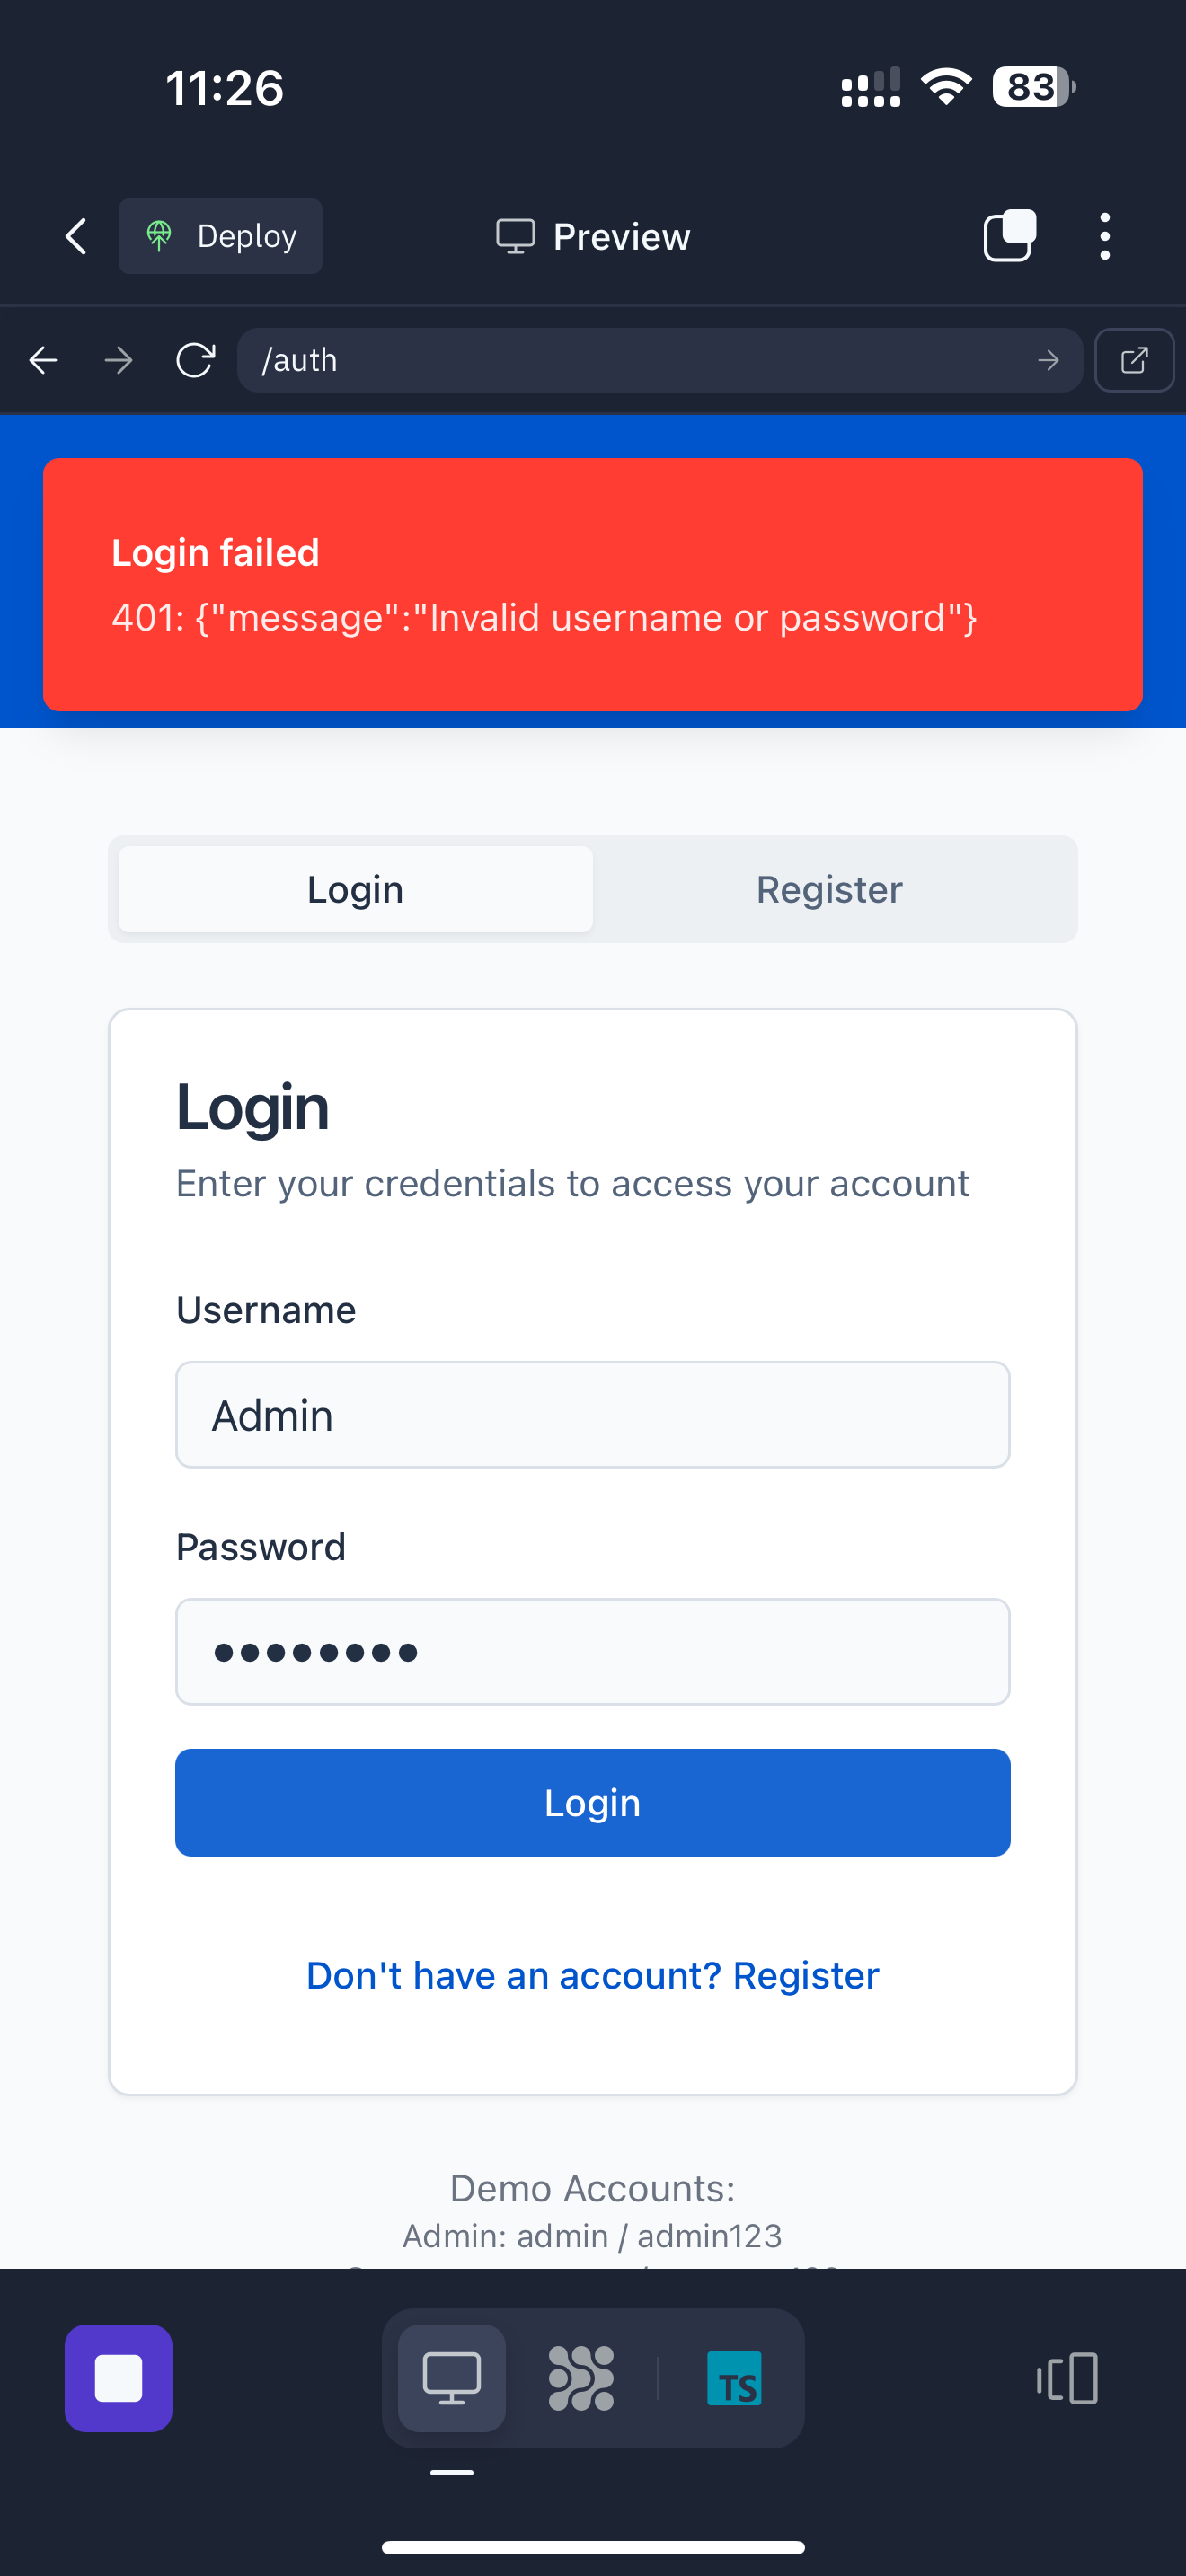 11:26
83
Deploy
Preview
/auth
Login failed
401: {"message":"Invalid username or password"}
Login
Register
Login
Enter your credentials to access your account
Username
Admin
Password
Login
Don't have an account? Register
Demo Accounts:
Admin: admin / admin123
TS